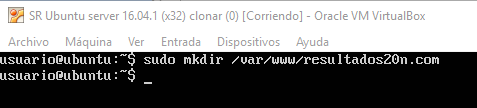 SR Ubuntu server 16.04.1 (x32) clonar (0) [Corriendo] - Oracle VM VirtualBox
Archivo Máquina Ver Entrada Dispositivos Ayuda
usuario@ubuntu:~$ sudo mkdir /var/www/resultados20n.com
usuario@ubuntu:~$ _